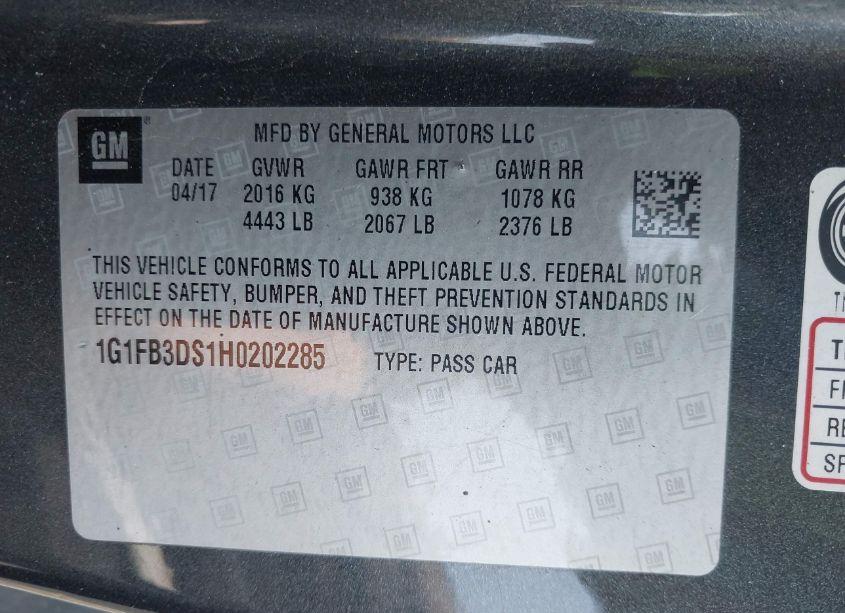 GM
MFD BY GENERAL MOTORS LLC
DATE GVWR GAWR FRT GAWR RR
04/17 2016 KG 938 KG 1078 KG
4443 LB 2067 LB 2376 LB
THIS VEHICLE CONFORMS TO ALL APPLICABLE U.S. FEDERAL MOTOR
VEHICLE SAFETY, BUMPER, AND THEFT PREVENTION STANDARDS IN
EFFECT ON THE DATE OF MANUFACTURE SHOWN ABOVE.
1G1FB3DS1H0202285 TYPE: PASS CAR